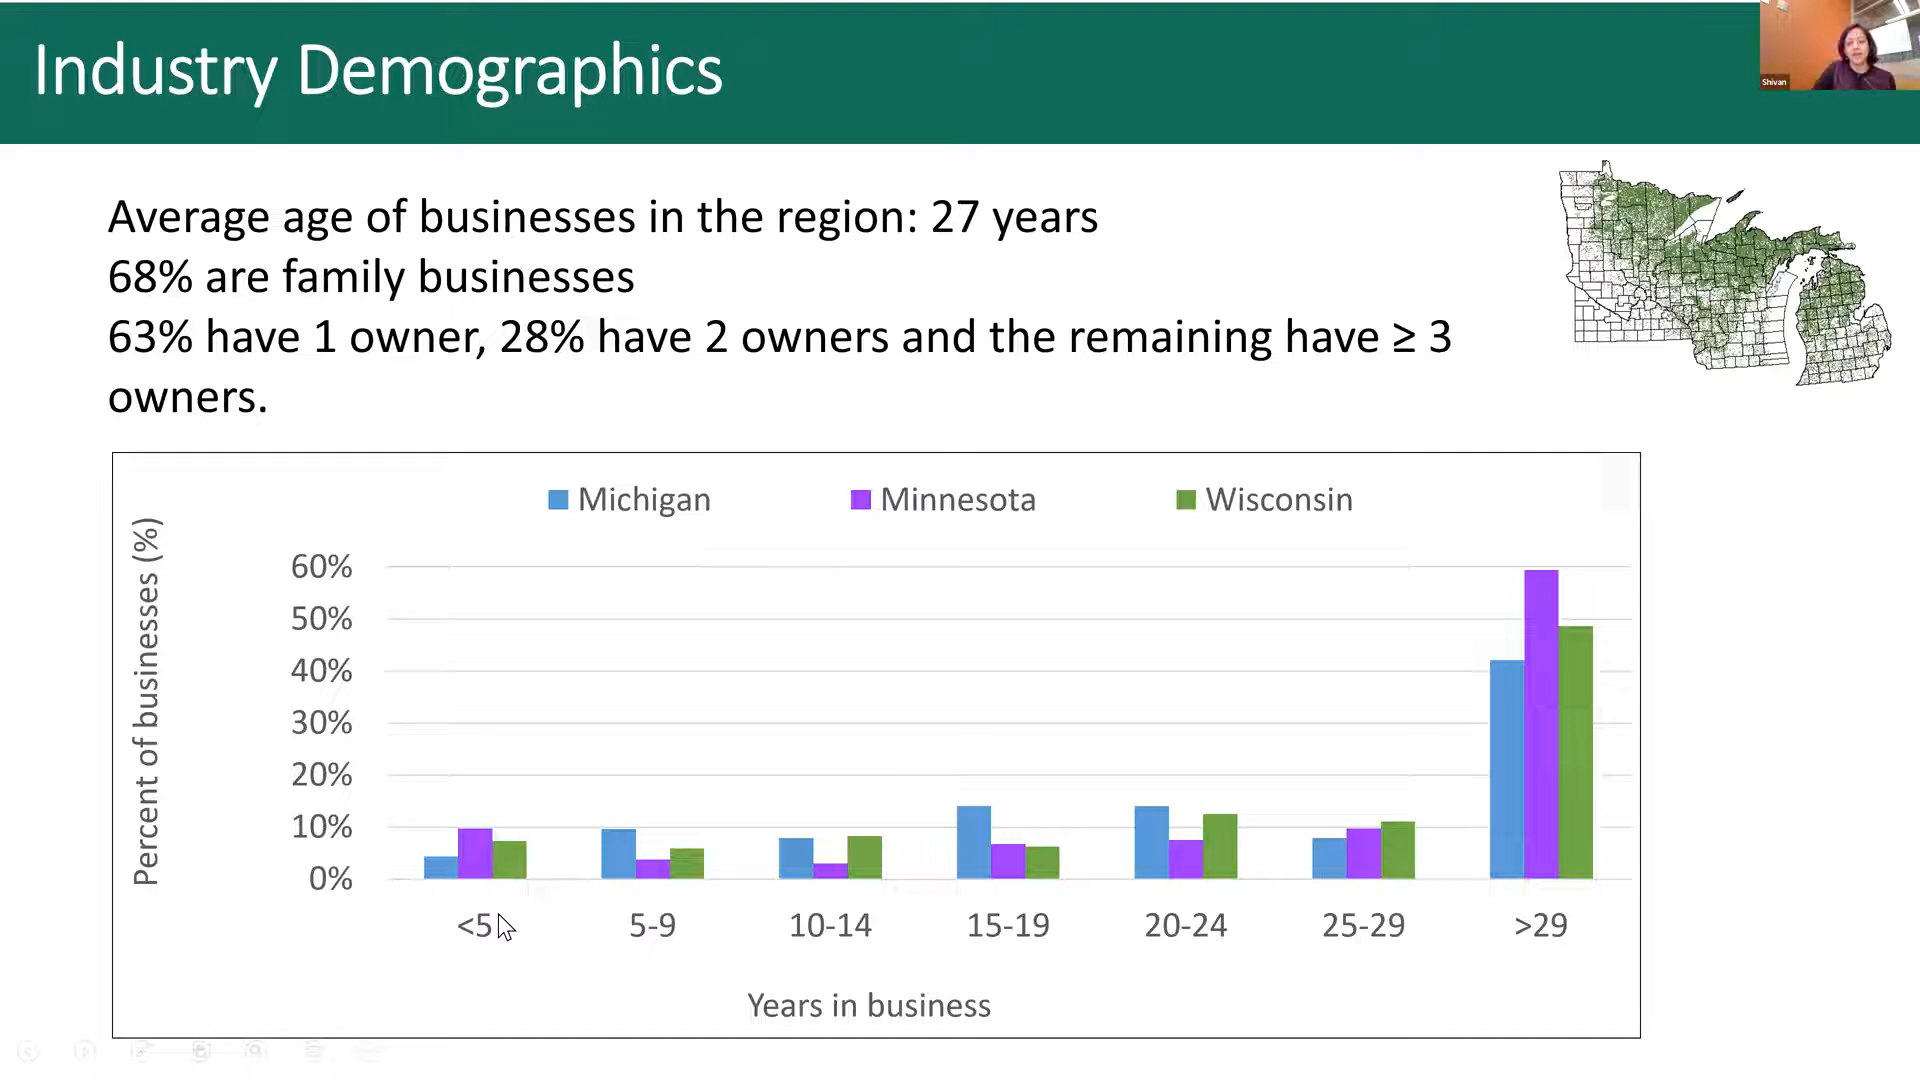 Industry Demographics
Shivan
Average age of businesses in the region: 27 years
68% are family businesses
63% have 1 owner, 28% have 2 owners and the remaining have ≥ 3
owners.
Michigan
Minnesota
Wisconsin
Percent of businesses (%)
60%
50%
40%
30%
20%
10%
0%
<5
5-9
10-14
15-19
20-24
25-29
>29
Years in business